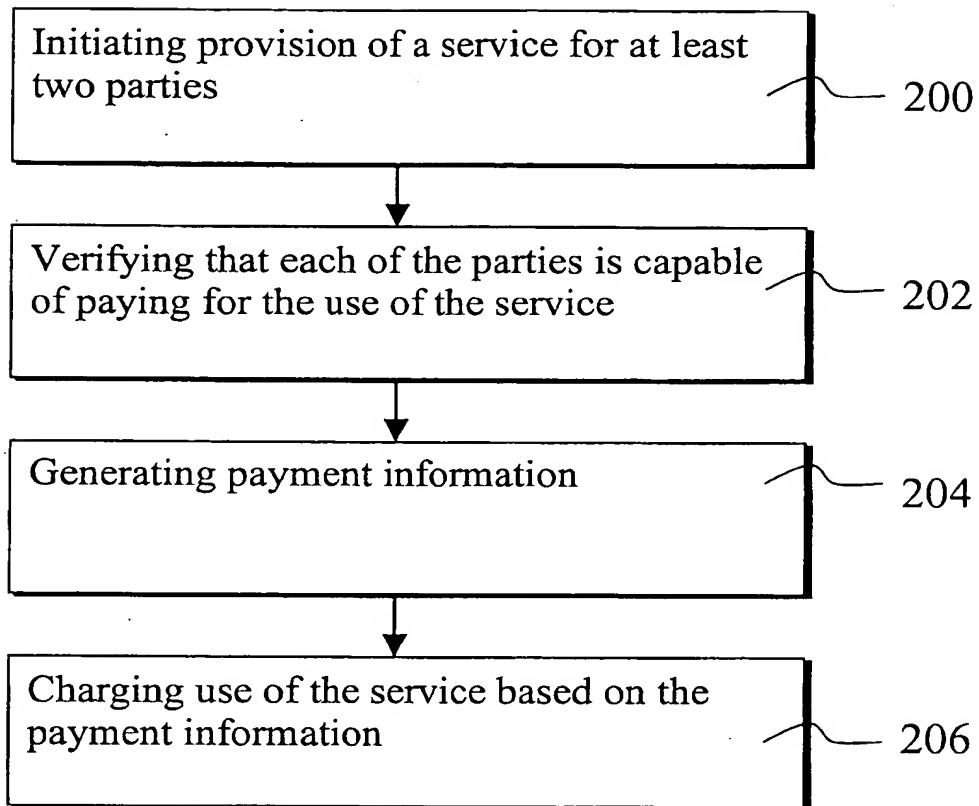 Initiating provision of a service for at least
two parties
200
Verifying that each of the parties is capable
of paying for the use of the service
202
Generating payment information
204
Charging use of the service based on the
payment information
206